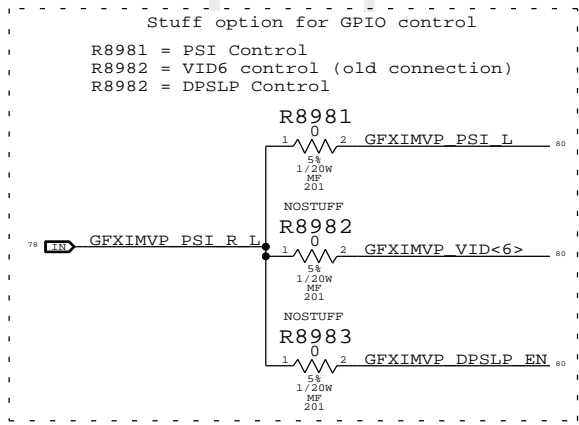 Stuff option for GPIO control
R8981 = PSI Control
R8982 = VID6 control (old connection)
R8982 = DPSLP Control
R8981
0
1 2 GFXIMVP_PSI_L 80
5%
1/20W
MF
201
NOSTUFF
R8982
0
78 IN GFXIMVP_PSI_R_L 1 2 GFXIMVP_VID<6> 80
5%
1/20W
MF
201
NOSTUFF
R8983
0
1 2 GFXIMVP_DPSLP_EN 80
5%
1/20W
MF
201